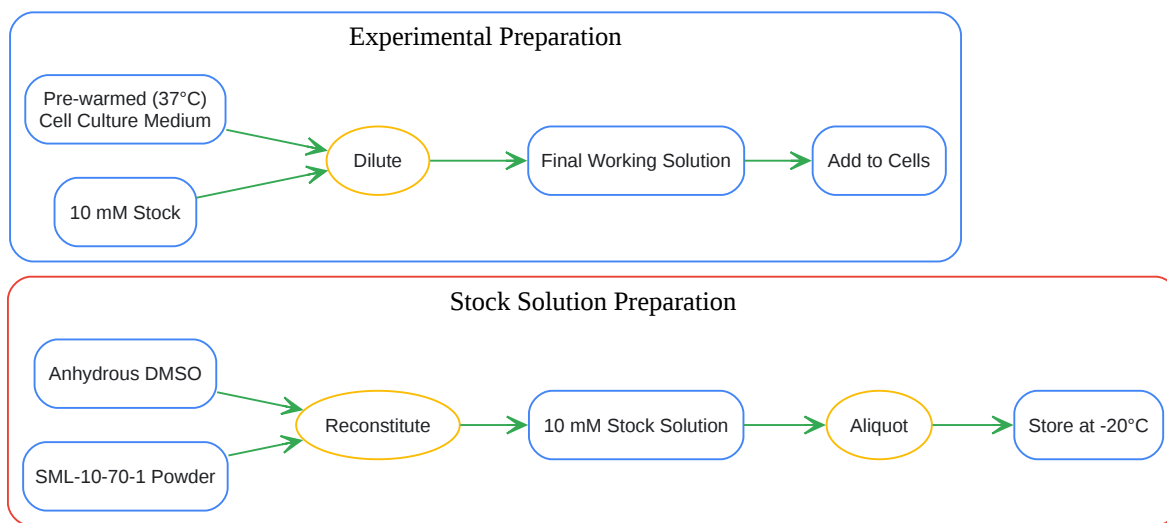 Experimental Preparation
Pre-warmed (37°C)
Cell Culture Medium
10 mM Stock
Dilute
Final Working Solution
Add to Cells
Stock Solution Preparation
Anhydrous DMSO
SML-10-70-1 Powder
Reconstitute
10 mM Stock Solution
Aliquot
Store at -20°C